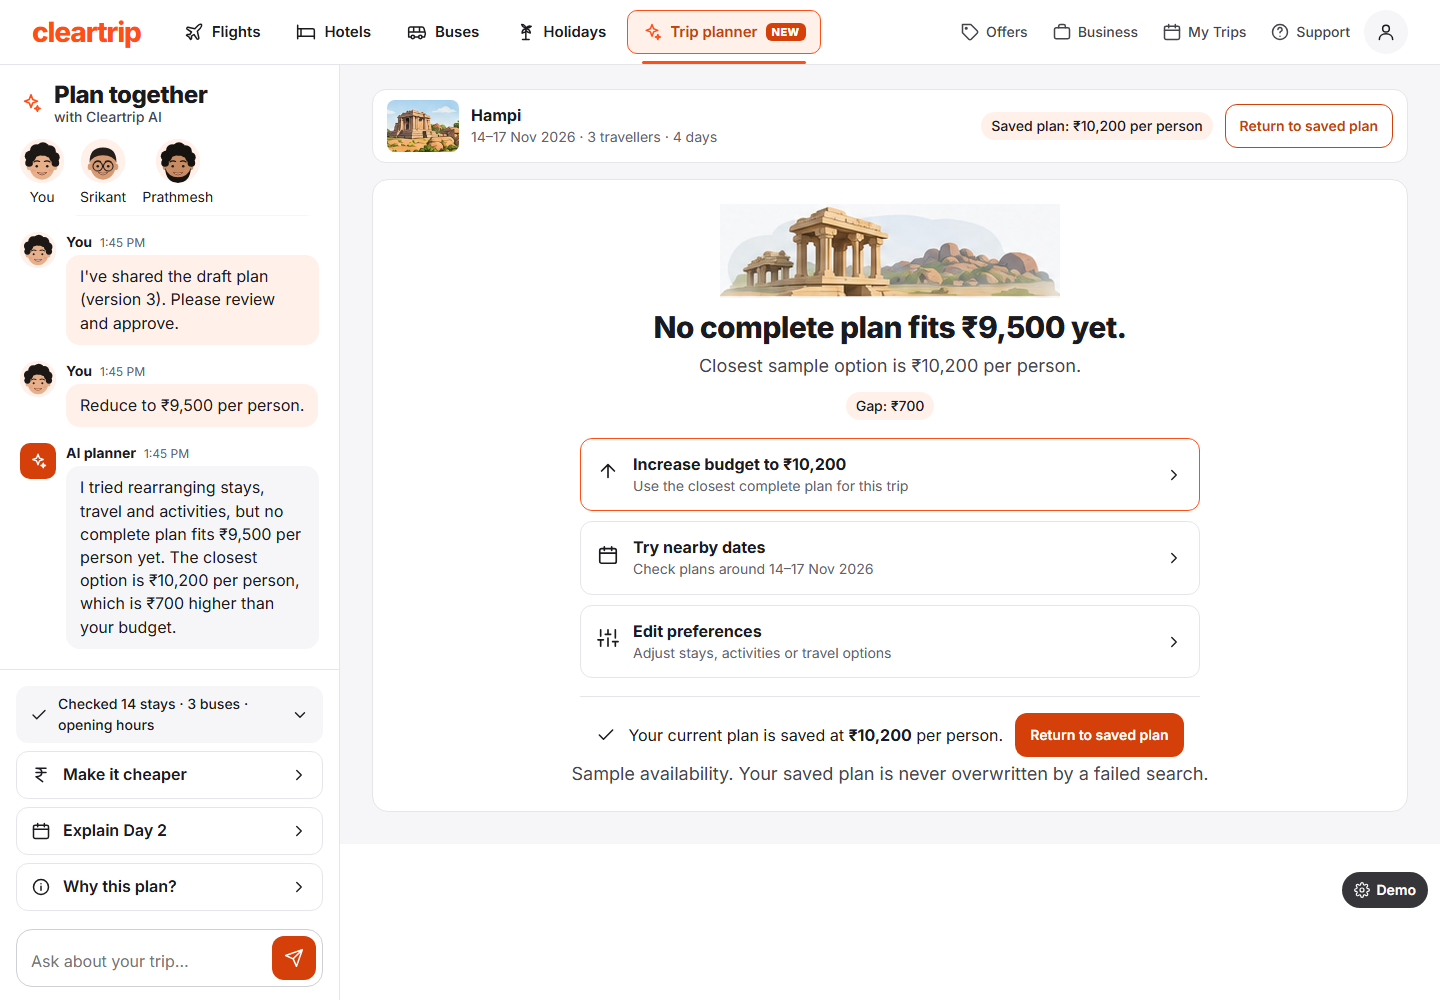 cleartrip
Flights
Hotels
Buses
Holidays
Trip planner NEW
Offers
Business
My Trips
Support
Plan together
with Cleartrip AI
You
Srikant
Prathmesh
You 1:45 PM
I've shared the draft plan
(version 3). Please review
and approve.
You 1:45 PM
Reduce to ₹9,500 per person.
AI planner 1:45 PM
I tried rearranging stays,
travel and activities, but no
complete plan fits ₹9,500 per
person yet. The closest
option is ₹10,200 per person,
which is ₹700 higher than
your budget.
Checked 14 stays · 3 buses ·
opening hours
Make it cheaper
Explain Day 2
Why this plan?
Ask about your trip...
Hampi
14–17 Nov 2026 · 3 travellers · 4 days
Saved plan: ₹10,200 per person
Return to saved plan
No complete plan fits ₹9,500 yet.
Closest sample option is ₹10,200 per person.
Gap: ₹700
Increase budget to ₹10,200
Use the closest complete plan for this trip
Try nearby dates
Check plans around 14–17 Nov 2026
Edit preferences
Adjust stays, activities or travel options
Your current plan is saved at ₹10,200 per person.
Return to saved plan
Sample availability. Your saved plan is never overwritten by a failed search.
Demo